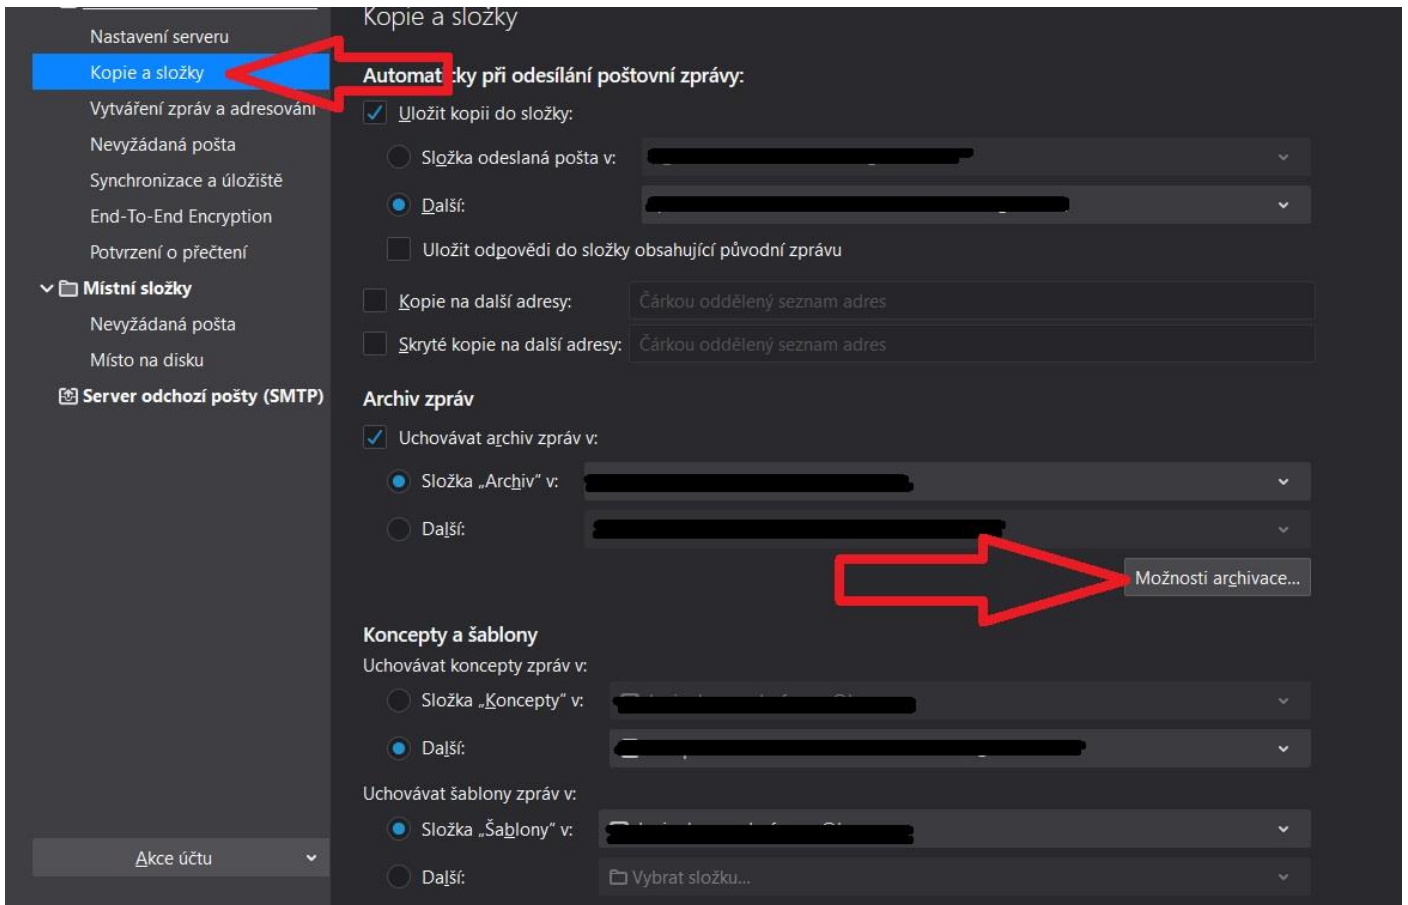 Nastavení serveru
Kopie a složky
Vytváření zpráv a adresování
Nevyžádaná pošta
Synchronizace a úložiště
End-To-End Encryption
Potvrzení o přečtení
Místní složky
Nevyžádaná pošta
Místo na disku
Server odchozí pošty (SMTP)
Akce účtu
Kopie a složky
Automaticky při odesílání poštovní zprávy:
Uložit kopii do složky:
Složka odeslaná pošta v:
Další:
Uložit odpovědi do složky obsahující původní zprávu
Kopie na další adresy: Čárkou oddělený seznam adres
Skryté kopie na další adresy: Čárkou oddělený seznam adres
Archiv zpráv
Uchovávat archiv zpráv v:
Složka „Archiv“ v:
Další:
Možnosti archivace...
Koncepty a šablony
Uchovávat koncepty zpráv v:
Složka „Koncepty“ v:
Další:
Uchovávat šablony zpráv v:
Složka „Šablony“ v:
Další: Vybrat složku...